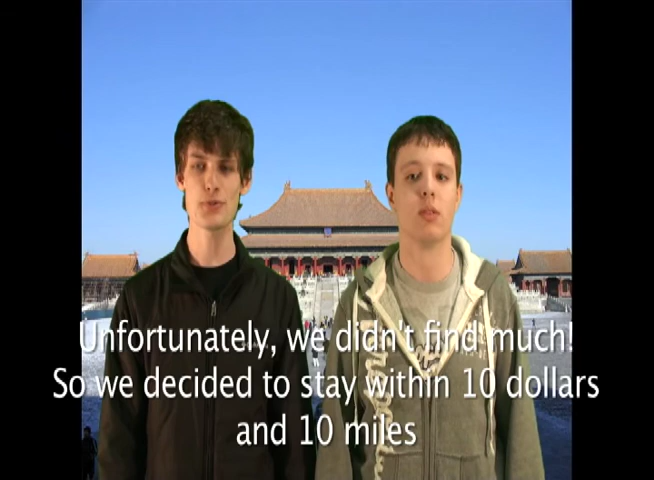 Unfortunately, we didn't find much!
So we decided to stay within 10 dollars
and 10 miles